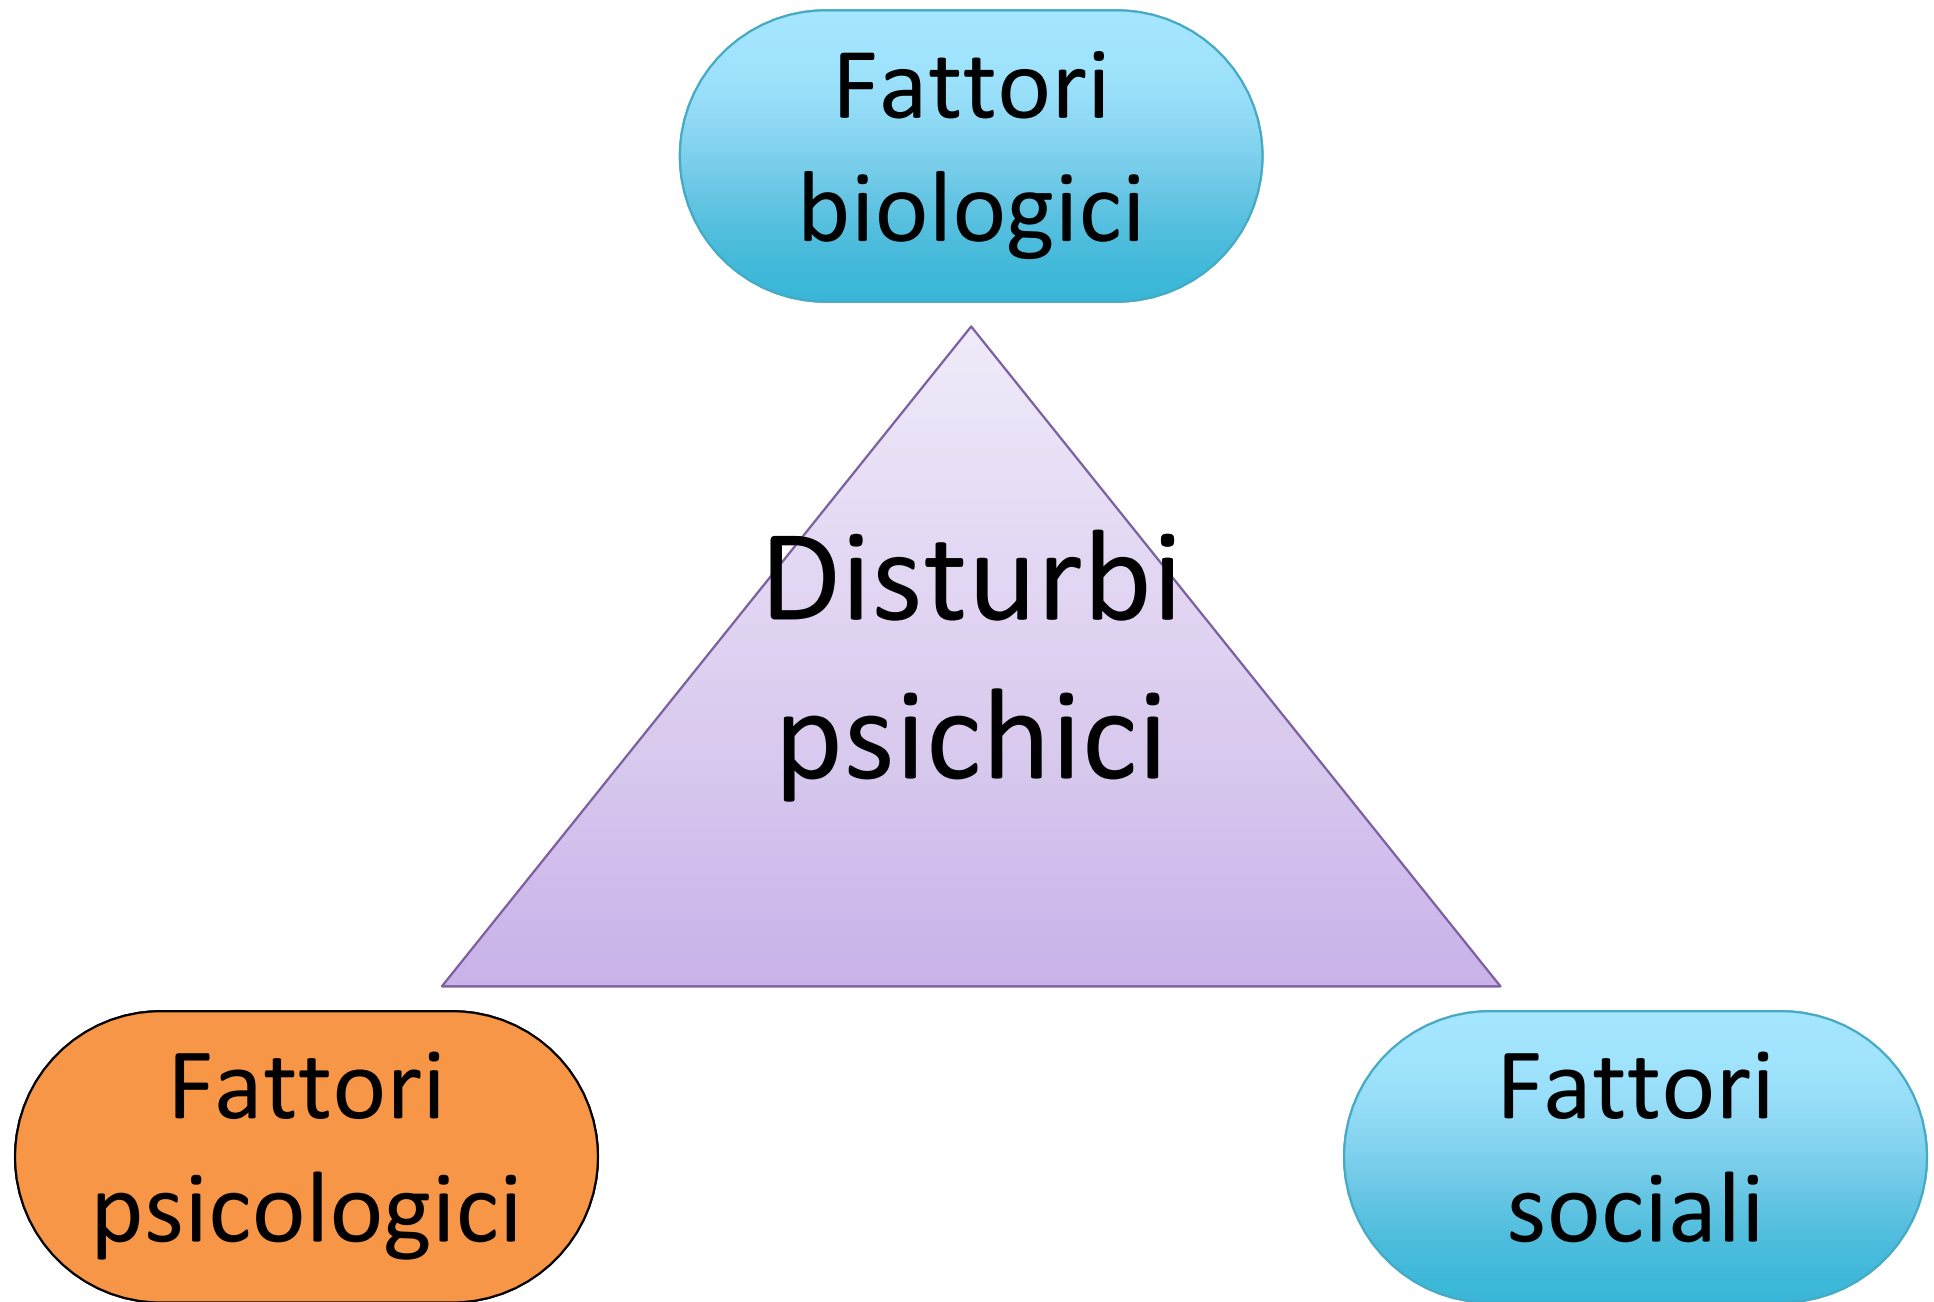 Fattori
biologici
Disturbi
psichici
Fattori
psicologici
Fattori
sociali